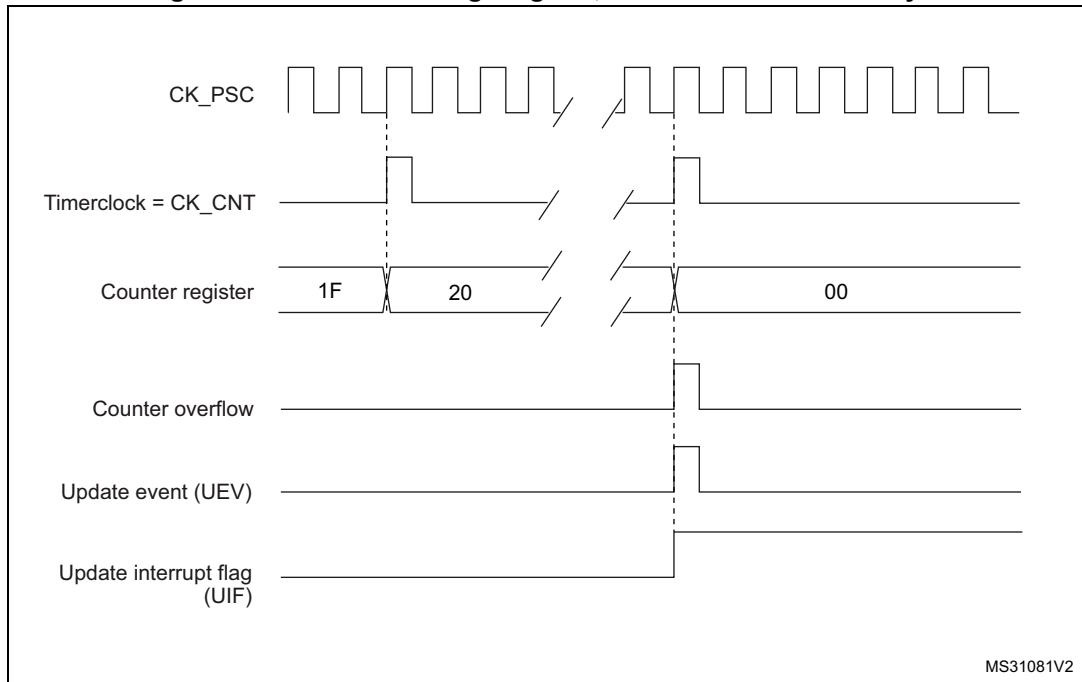 CK_PSC
Timerclock = CK_CNT
Counter register
1F
20
00
Counter overflow
Update event (UEV)
Update interrupt flag
(UIF)
MS31081V2